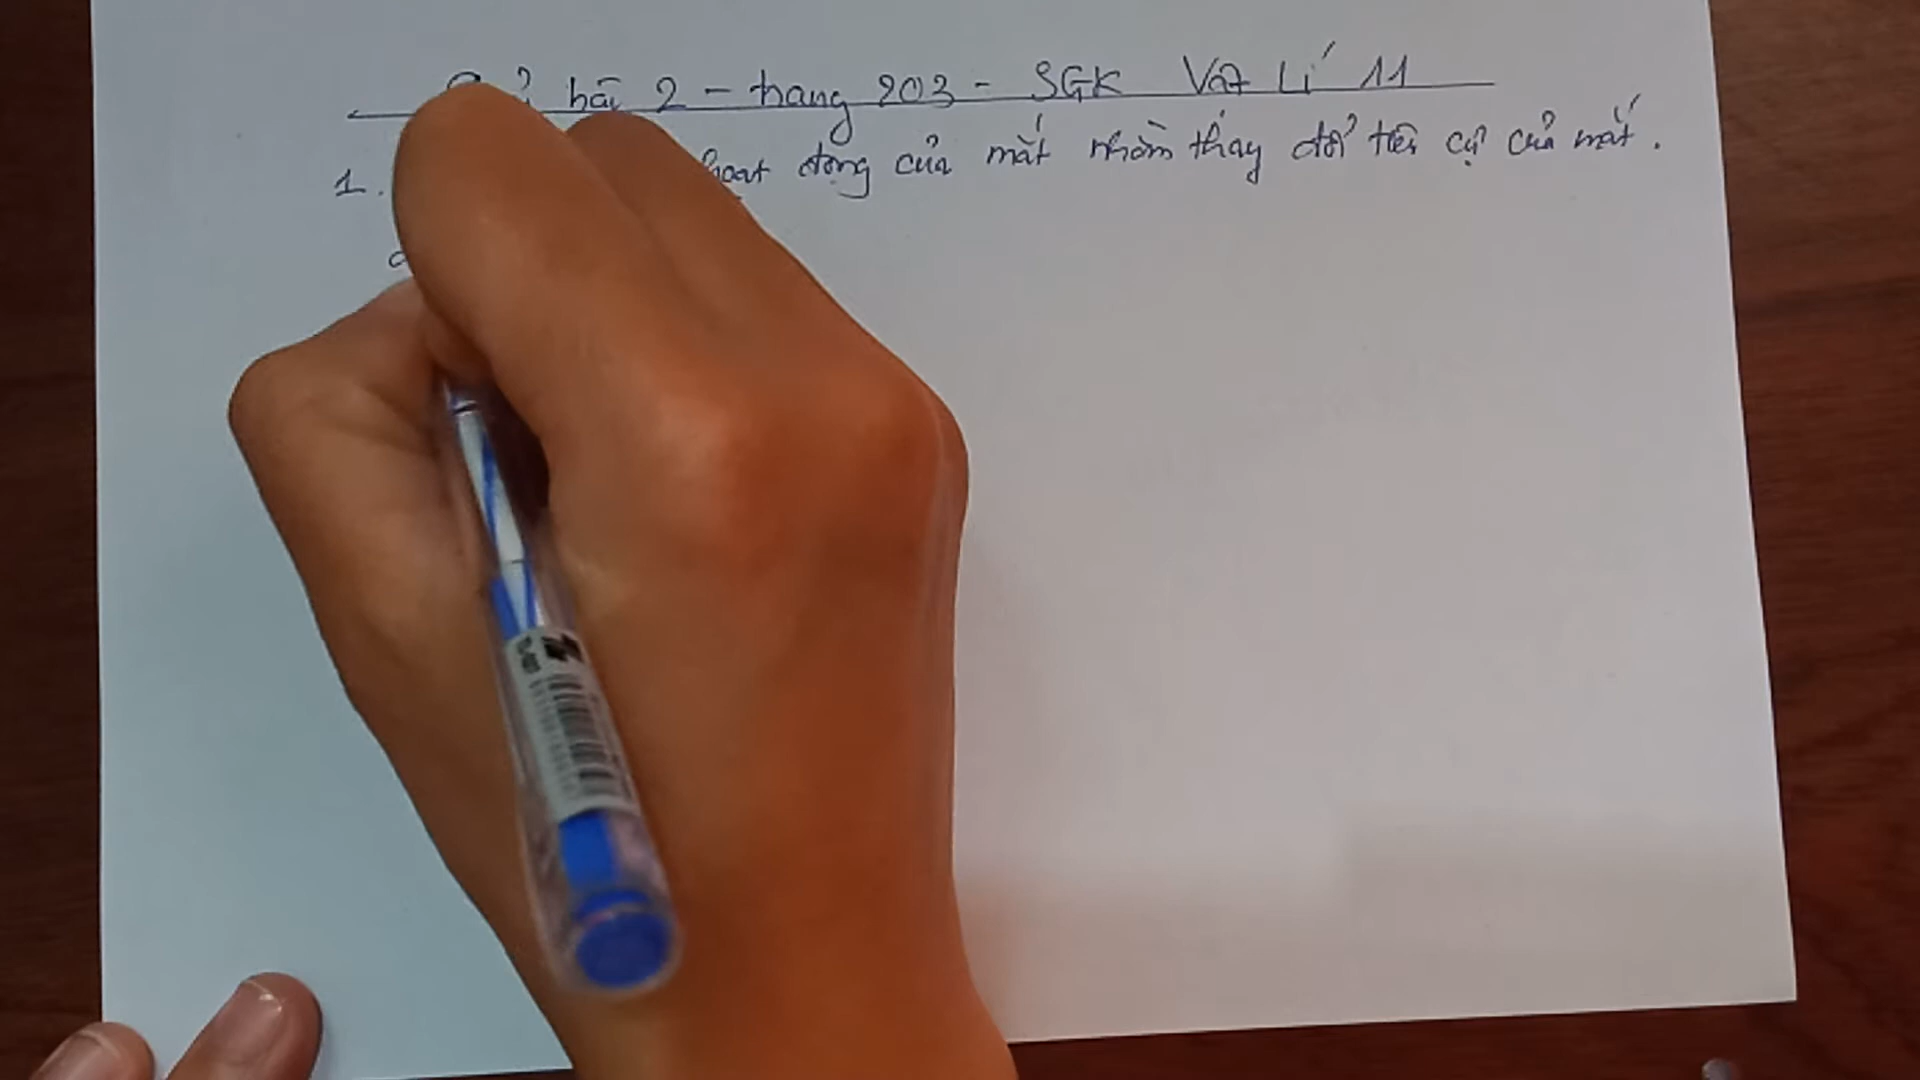 bài 2 - trang 203 - SGK Vật Lí 11
1. hoạt động của mắt nhằm thay đổi tiêu cự của mắt.